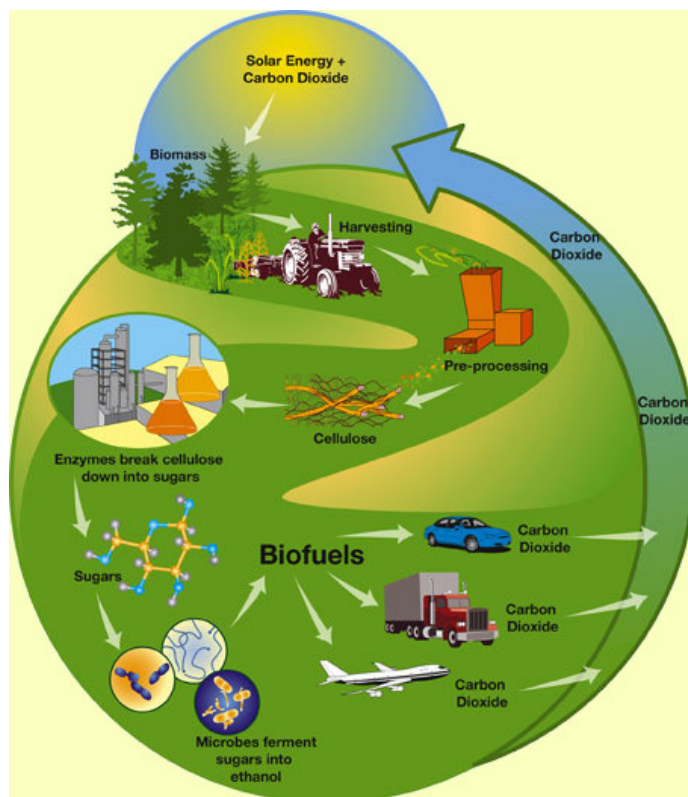 Solar Energy +
Carbon Dioxide
Biomass
Harvesting
Carbon
Dioxide
Pre-processing
Carbon
Dioxide
Cellulose
Enzymes break cellulose
down into sugars
Sugars
Biofuels
Carbon
Dioxide
Carbon
Dioxide
Carbon
Dioxide
Microbes ferment
sugars into
ethanol